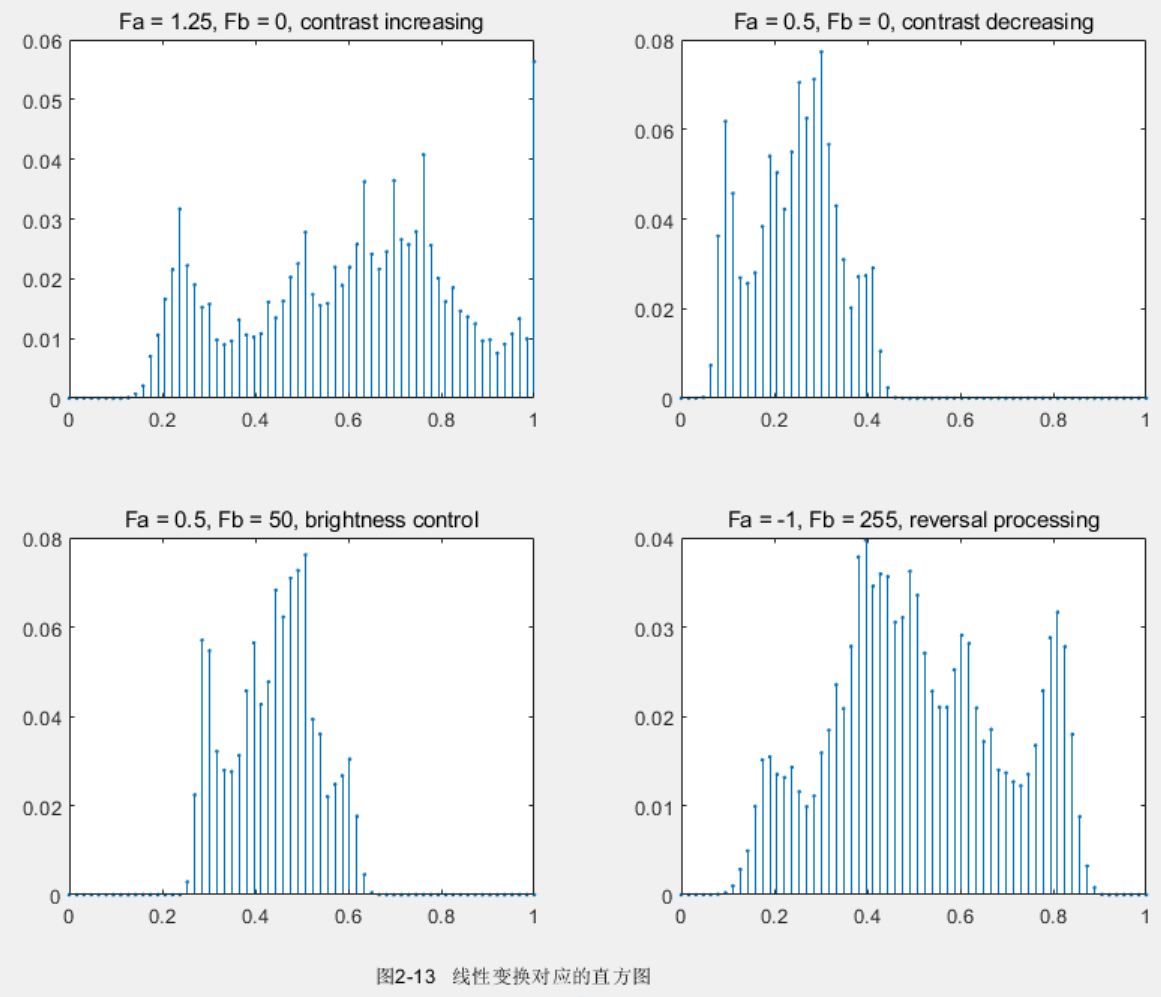 Fa = 1.25, Fb = 0, contrast increasing
0.06
0.05
0.04
0.03
0.02
0.01
0
0 0.2 0.4 0.6 0.8 1
Fa = 0.5, Fb = 0, contrast decreasing
0.08
0.06
0.04
0.02
0
0 0.2 0.4 0.6 0.8 1
Fa = 0.5, Fb = 50, brightness control
0.08
0.06
0.04
0.02
0
0 0.2 0.4 0.6 0.8 1
Fa = -1, Fb = 255, reversal processing
0.04
0.03
0.02
0.01
0
0 0.2 0.4 0.6 0.8 1
图2-13 线性变换对应的直方图